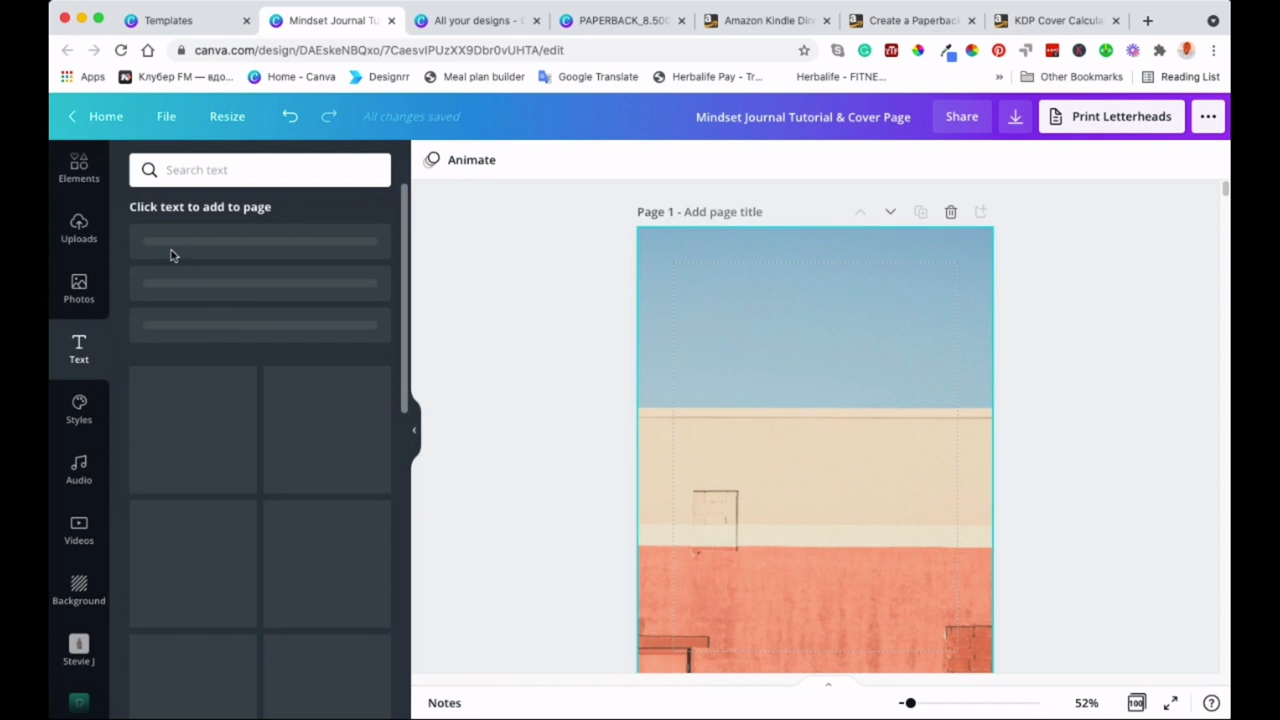 Templates
Mindset Journal Tu
All your designs - C
PAPERBACK_8.500
Amazon Kindle Dire
Create a Paperback
KDP Cover Calcula
canva.com/design/DAEskeNBQxo/7CaesvIPUzXX9Dbr0vUHTA/edit
Apps
Клубер FM — вдо...
Home - Canva
Designrr
Meal plan builder
Google Translate
Herbalife Pay - Tr...
Herbalife - FITNE...
»
Other Bookmarks
Reading List
Home
File
Resize
All changes saved
Mindset Journal Tutorial & Cover Page
Share
Print Letterheads
Elements
Search text
Animate
Click text to add to page
Page 1 - Add page title
Uploads
Photos
Text
Styles
Audio
Videos
Background
Stevie J
Notes
52%
100